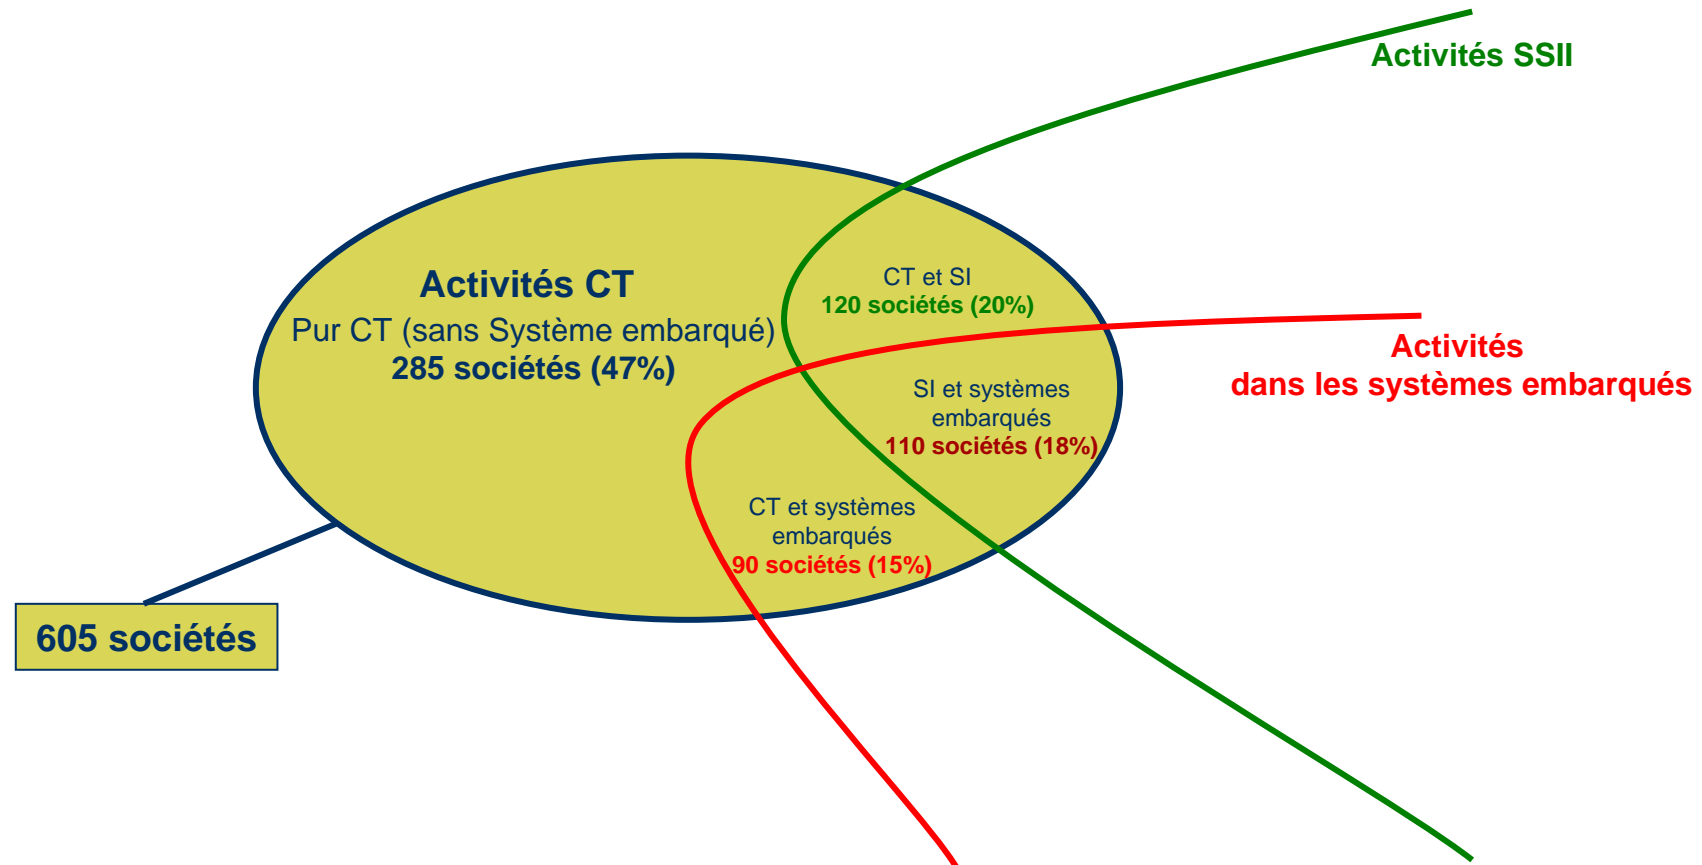 Activités SSII
Activités CT
Pur CT (sans Système embarqué)
285 sociétés (47%)
CT et SI
120 sociétés (20%)
Activités
dans les systèmes embarqués
SI et systèmes
embarqués
110 sociétés (18%)
CT et systèmes
embarqués
90 sociétés (15%)
605 sociétés